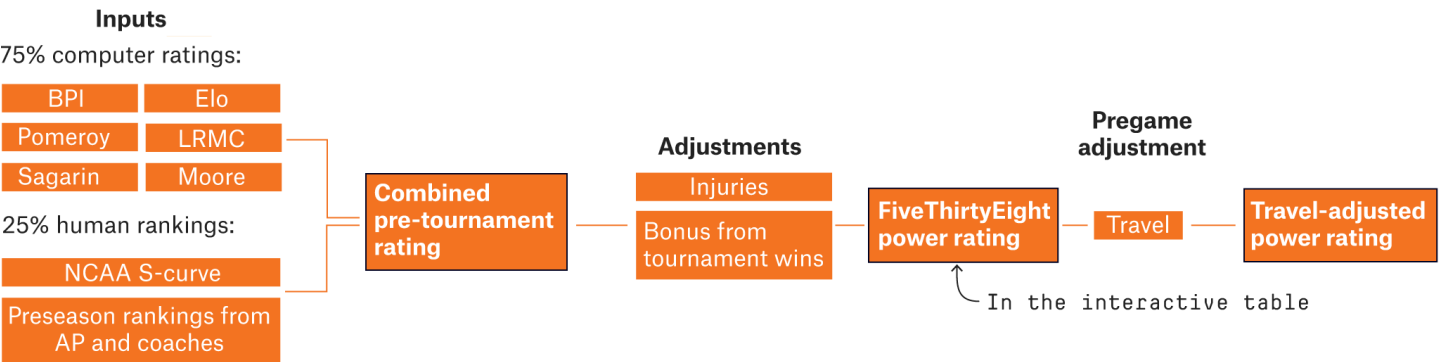 Inputs
75% computer ratings:
BPI
Elo
Pomeroy
LRMC
Sagarin
Moore
25% human rankings:
NCAA S-curve
Preseason rankings from
AP and coaches
Combined
pre-tournament
rating
Adjustments
Injuries
Bonus from
tournament wins
FiveThirtyEight
power rating
In the interactive table
Pregame
adjustment
Travel
Travel-adjusted
power rating